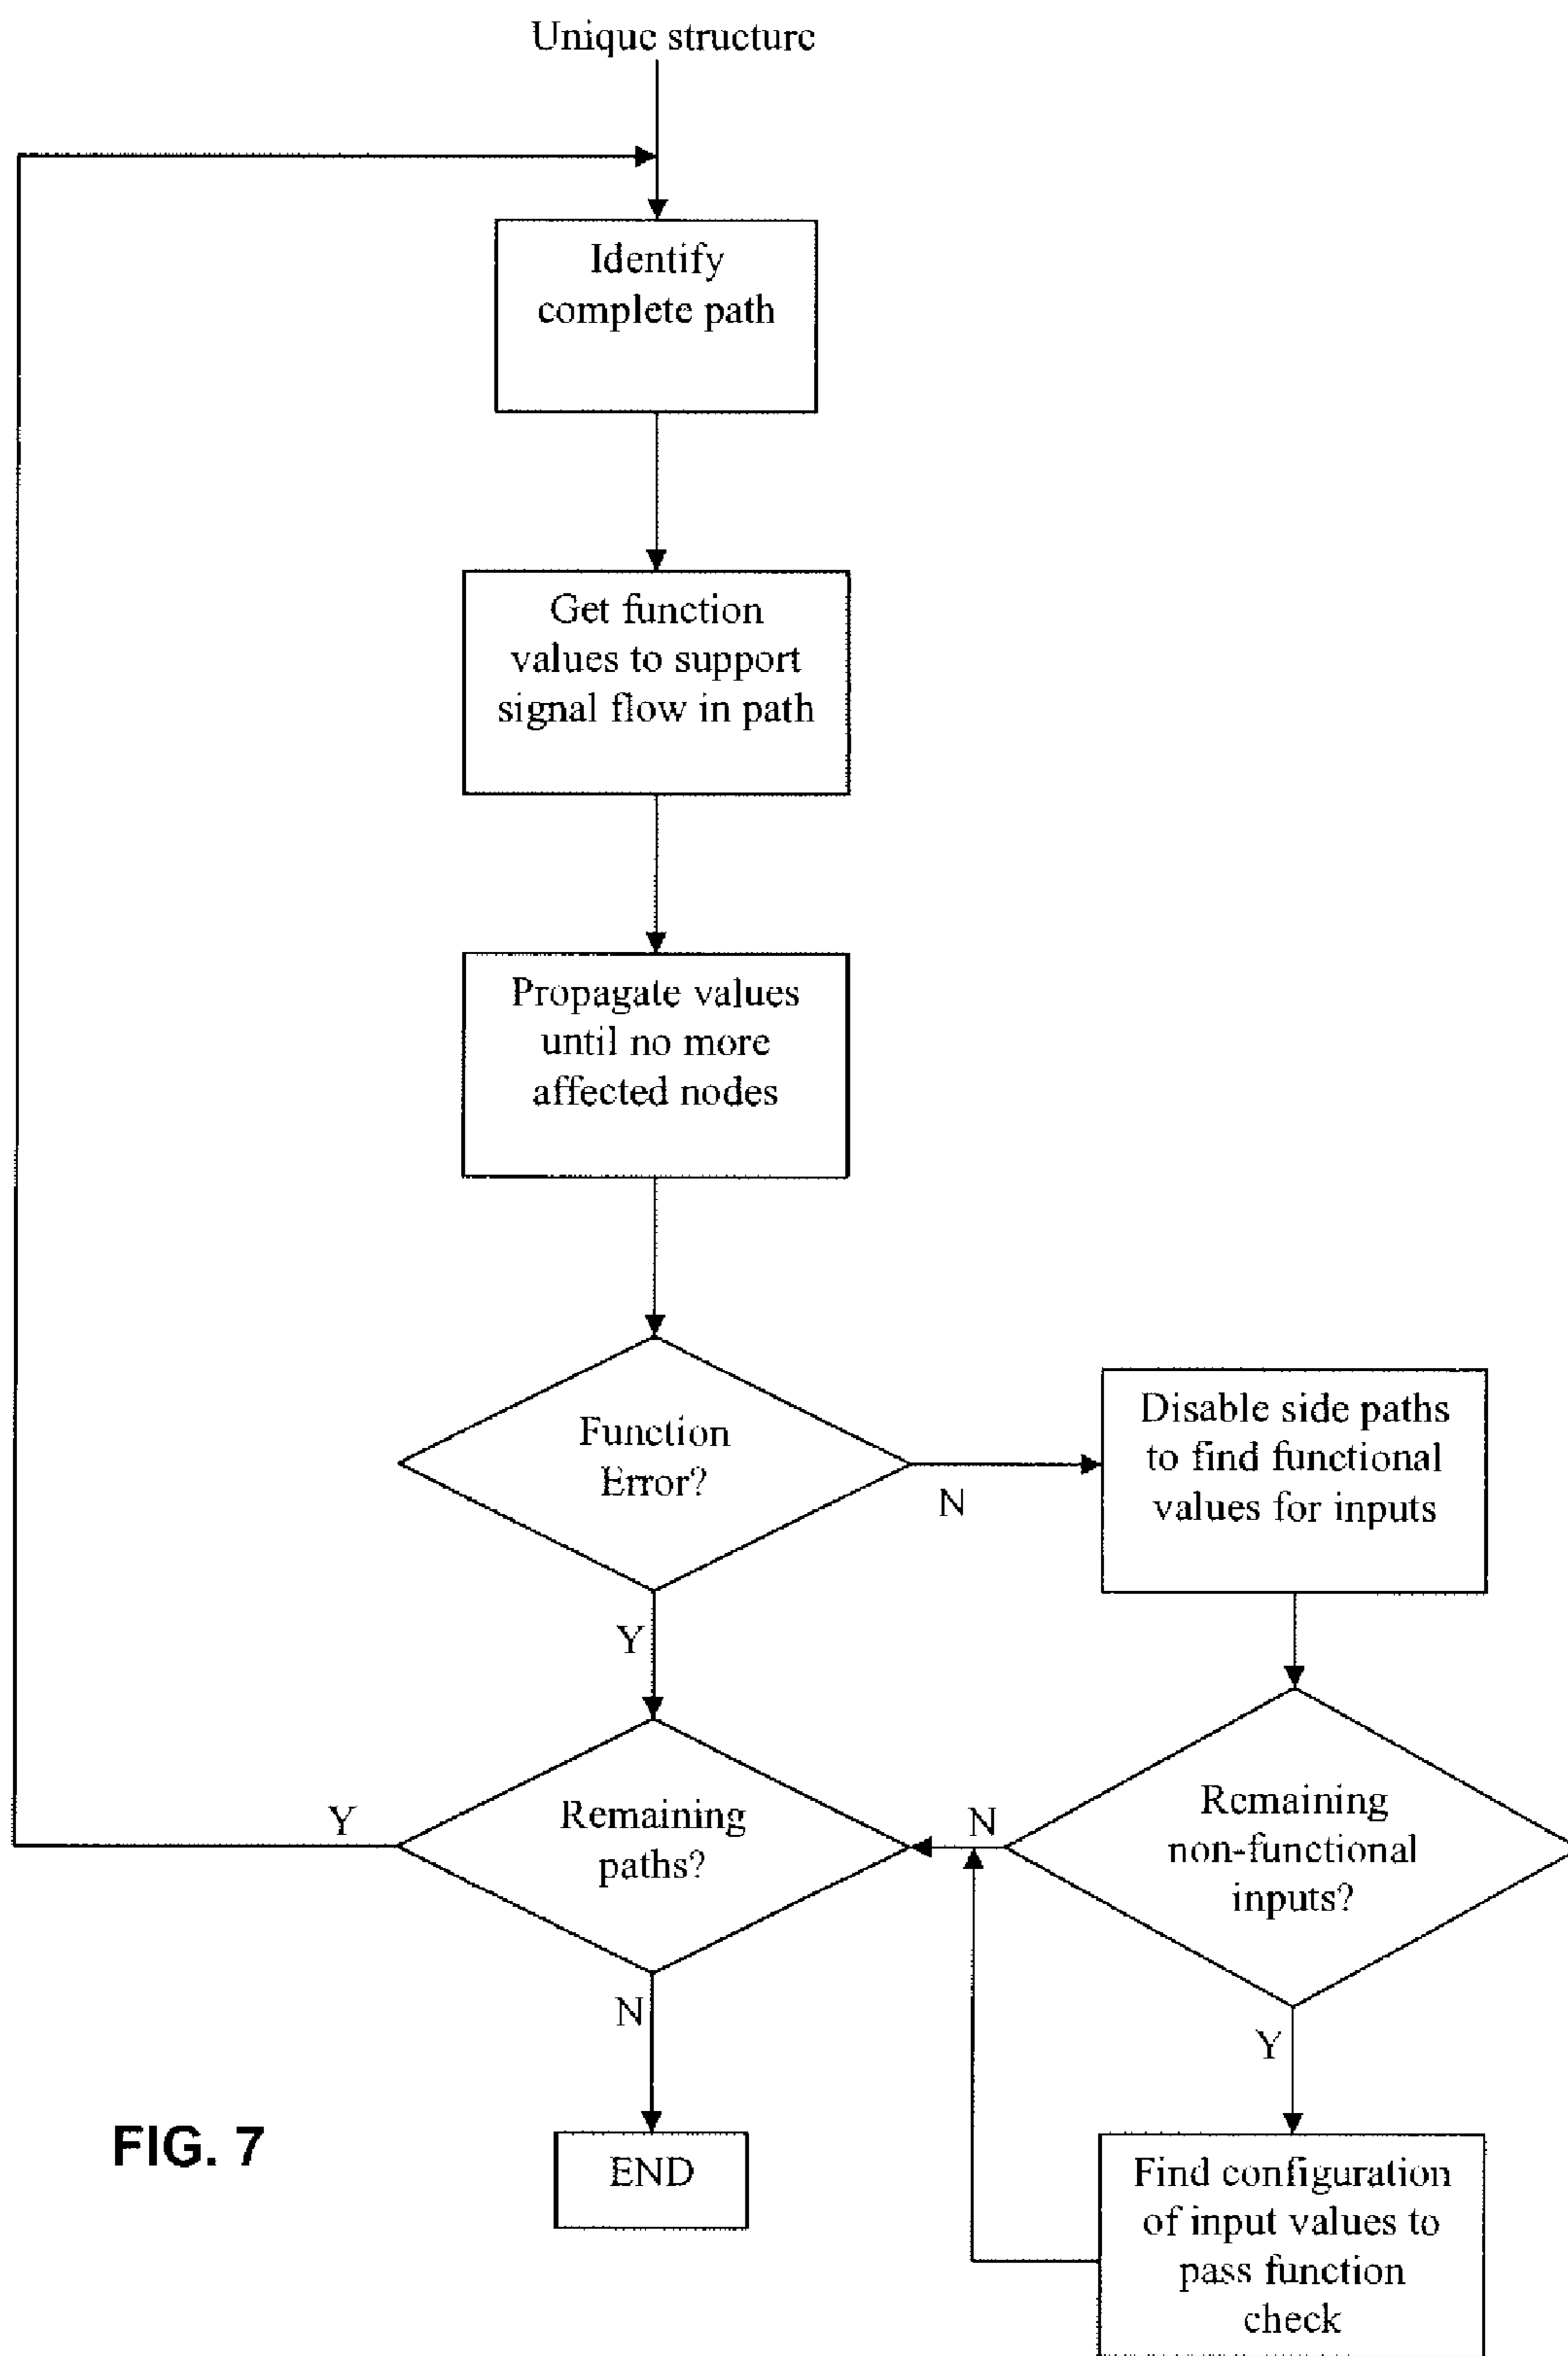 Unique structure
Identify
complete path
Get function
values to support
signal flow in path
Propagate values
until no more
affected nodes
Function
Error?
N
Disable side paths
to find functional
values for inputs
Y
Remaining
paths?
Y
N
Remaining
non-functional
inputs?
N
Y
END
Find configuration
of input values to
pass function
check
FIG. 7